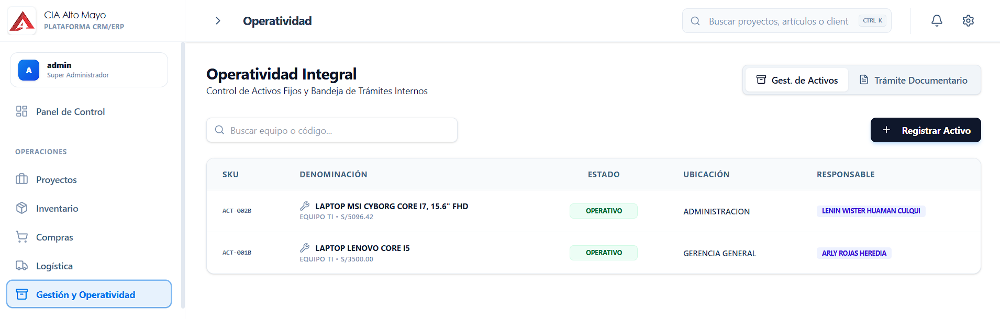 CIA Alto Mayo
PLATAFORMA CRM/ERP
Operatividad
Buscar proyectos, artículos o client
CTRL K
A
admin
Super Administrador
Panel de Control
OPERACIONES
Proyectos
Inventario
Compras
Logística
Gestión y Operatividad
Operatividad Integral
Control de Activos Fijos y Bandeja de Trámites Internos
Gest. de Activos
Trámite Documentario
Buscar equipo o código...
+ Registrar Activo
SKU DENOMINACIÓN ESTADO UBICACIÓN RESPONSABLE
ACT-002B LAPTOP MSI CYBORG CORE I7, 15.6" FHD OPERATIVO ADMINISTRACION LENIN WISTER HUAMAN CULQUI
EQUIPO TI • S/5096.42
ACT-001B LAPTOP LENOVO CORE I5 OPERATIVO GERENCIA GENERAL ARLY ROJAS HEREDIA
EQUIPO TI • S/3500.00